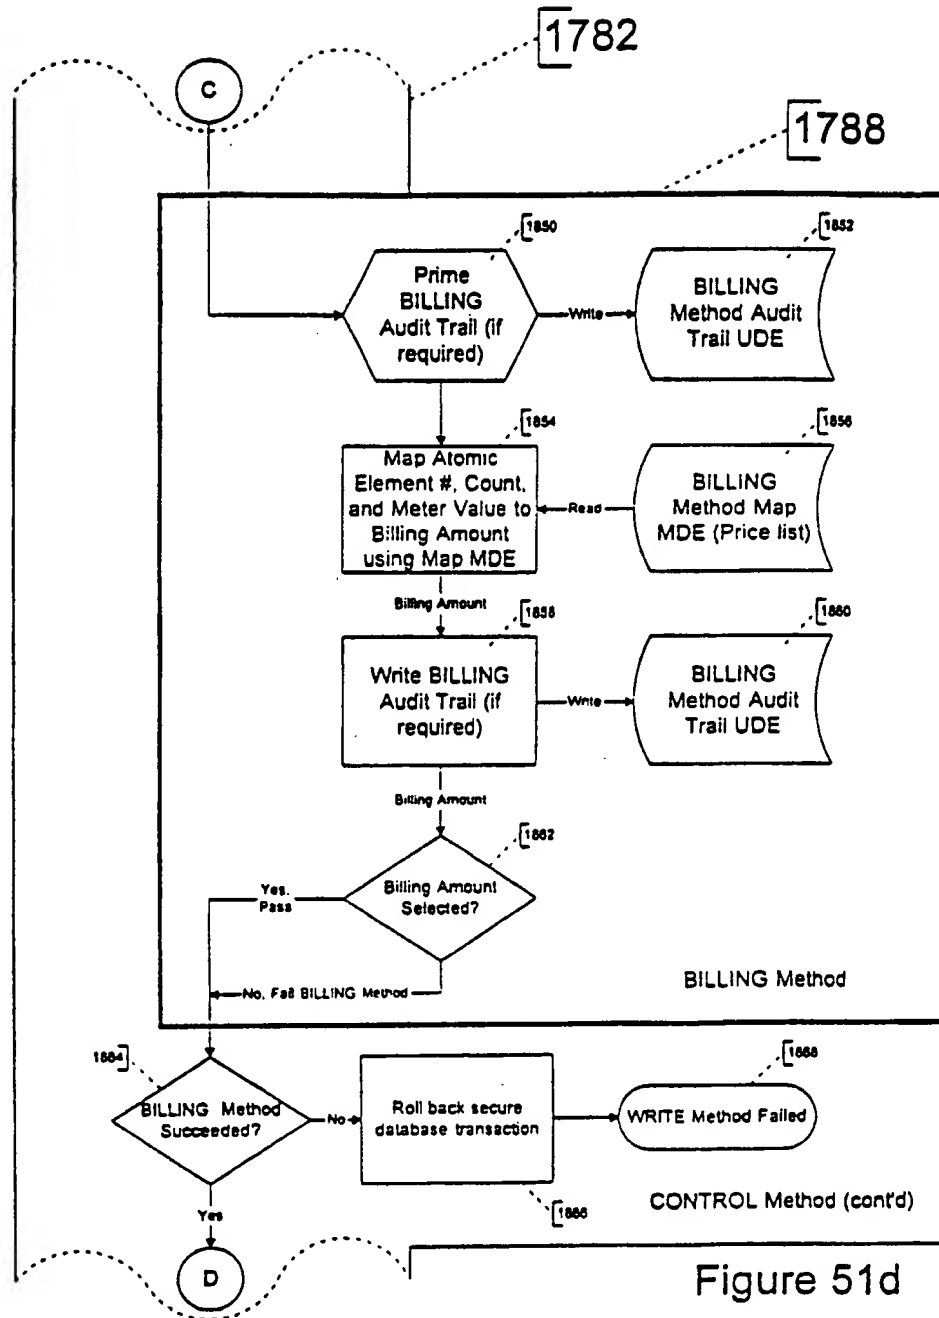 1782
C
1788
1850
Prime
BILLING
Audit Trail (if
required)
Write
1852
BILLING
Method Audit
Trail UDE
1854
Map Atomic
Element #, Count,
and Meter Value to
Billing Amount
using Map MDE
Read
1856
BILLING
Method Map
MDE (Price list)
Billing Amount
1858
Write BILLING
Audit Trail (if
required)
Write
1860
BILLING
Method Audit
Trail UDE
Billing Amount
1862
Billing Amount
Selected?
Yes,
Pass
No, Fail BILLING Method
BILLING Method
1864
BILLING Method
Succeeded?
No
Roll back secure
database transaction
1866
1868
WRITE Method Failed
Yes
CONTROL Method (cont'd)
D
Figure 51d